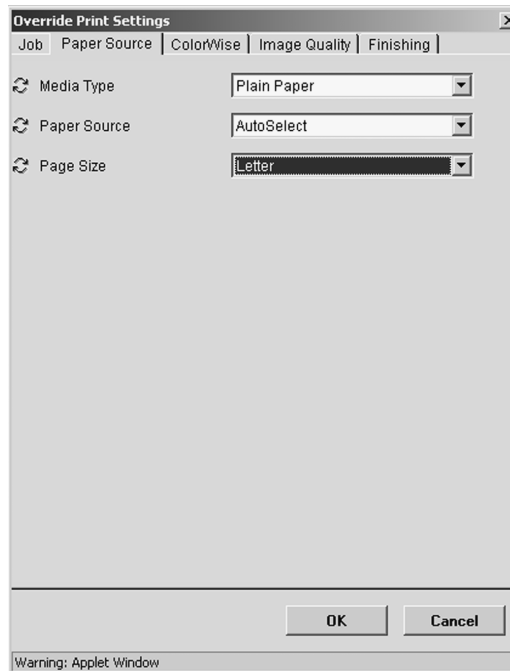 Override Print Settings
Job Paper Source ColorWise Image Quality Finishing
Media Type Plain Paper
Paper Source AutoSelect
Page Size Letter
OK Cancel
Warning: Applet Window